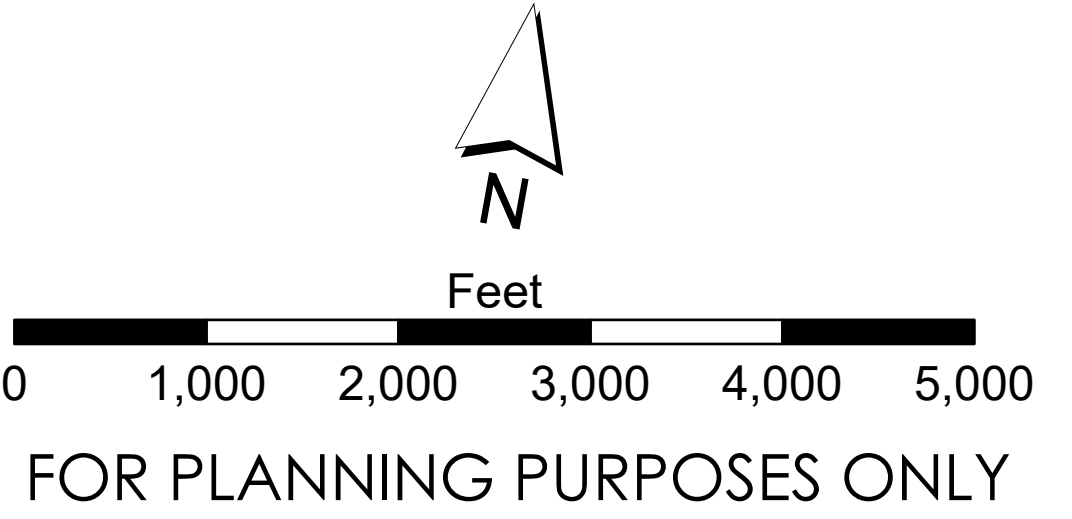 N
Feet
0 1,000 2,000 3,000 4,000 5,000
FOR PLANNING PURPOSES ONLY